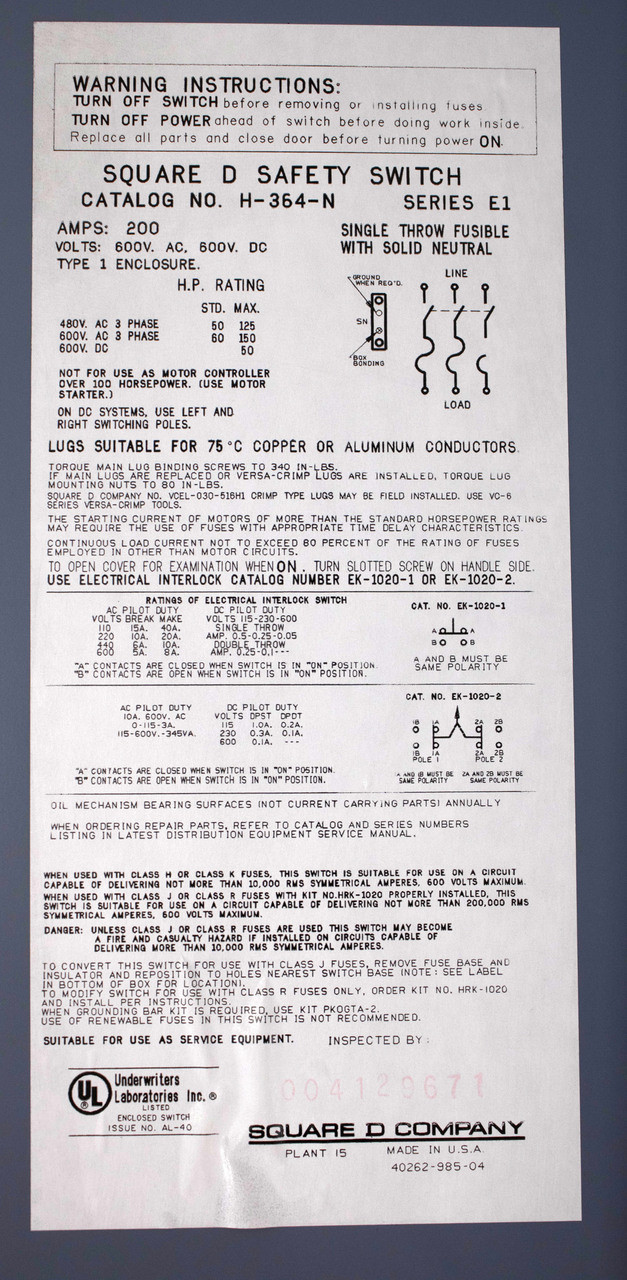 WARNING INSTRUCTIONS:
TURN OFF SWITCH before removing or installing fuses.
TURN OFF POWER ahead of switch before doing work inside.
Replace all parts and close door before turning power ON.
SQUARE D SAFETY SWITCH
CATALOG NO. H-364-N SERIES E1
AMPS: 200
VOLTS: 600V. AC, 600V. DC
TYPE 1 ENCLOSURE.
SINGLE THROW FUSIBLE
WITH SOLID NEUTRAL
H.P. RATING
STD. MAX.
480V. AC 3 PHASE 50 125
600V. AC 3 PHASE 60 150
600V. DC 50
GROUND
WHEN REQ'D.
SN
BOX
BONDING
LINE
LOAD
NOT FOR USE AS MOTOR CONTROLLER
OVER 100 HORSEPOWER. (USE MOTOR
STARTER.)
ON DC SYSTEMS, USE LEFT AND
RIGHT SWITCHING POLES.
LUGS SUITABLE FOR 75°C COPPER OR ALUMINUM CONDUCTORS.
TORQUE MAIN LUG BINDING SCREWS TO 340 IN-LBS.
IF MAIN LUGS ARE REPLACED OR VERSA-CRIMP LUGS ARE INSTALLED, TORQUE LUG
MOUNTING NUTS TO 80 IN-LBS.
SQUARE D COMPANY NO. VCEL-030-516H1 CRIMP TYPE LUGS MAY BE FIELD INSTALLED. USE VC-6
SERIES VERSA-CRIMP TOOLS.
THE STARTING CURRENT OF MOTORS OF MORE THAN THE STANDARD HORSEPOWER RATINGS
MAY REQUIRE THE USE OF FUSES WITH APPROPRIATE TIME DELAY CHARACTERISTICS.
CONTINUOUS LOAD CURRENT NOT TO EXCEED 80 PERCENT OF THE RATING OF FUSES
EMPLOYED IN OTHER THAN MOTOR CIRCUITS.
TO OPEN COVER FOR EXAMINATION WHEN ON, TURN SLOTTED SCREW ON HANDLE SIDE.
USE ELECTRICAL INTERLOCK CATALOG NUMBER EK-1020-1 OR EK-1020-2.
RATINGS OF ELECTRICAL INTERLOCK SWITCH
AC PILOT DUTY DC PILOT DUTY
VOLTS BREAK MAKE VOLTS 115-230-600
110 15A. 40A. SINGLE THROW
220 10A. 20A. AMP. 0.5-0.25-0.05
440 6A. 10A. DOUBLE THROW
600 5A. 8A. AMP. 0.25-0.1---
"A" CONTACTS ARE CLOSED WHEN SWITCH IS IN "ON" POSITION.
"B" CONTACTS ARE OPEN WHEN SWITCH IS IN "ON" POSITION.
CAT. NO. EK-1020-1
A A
B B
A AND B MUST BE
SAME POLARITY
AC PILOT DUTY DC PILOT DUTY
10A. 600V. AC VOLTS DPST DPDT
0-115-3A. 115 1.0A. 0.2A.
115-600V.-345VA. 230 0.3A. 0.1A.
600 0.1A. ---
"A" CONTACTS ARE CLOSED WHEN SWITCH IS IN "ON" POSITION.
"B" CONTACTS ARE OPEN WHEN SWITCH IS IN "ON" POSITION.
CAT. NO. EK-1020-2
1B 1A 2A 2B
1B 1A 2A 2B
POLE 1 POLE 2
1A AND 1B MUST BE 2A AND 2B MUST BE
SAME POLARITY SAME POLARITY
OIL MECHANISM BEARING SURFACES (NOT CURRENT CARRYING PARTS) ANNUALLY
WHEN ORDERING REPAIR PARTS, REFER TO CATALOG AND SERIES NUMBERS
LISTING IN LATEST DISTRIBUTION EQUIPMENT SERVICE MANUAL.
WHEN USED WITH CLASS H OR CLASS K FUSES, THIS SWITCH IS SUITABLE FOR USE ON A CIRCUIT
CAPABLE OF DELIVERING NOT MORE THAN 10,000 RMS SYMMETRICAL AMPERES, 600 VOLTS MAXIMUM.
WHEN USED WITH CLASS J OR CLASS R FUSES WITH KIT NO.HRK-1020 PROPERLY INSTALLED, THIS
SWITCH IS SUITABLE FOR USE ON A CIRCUIT CAPABLE OF DELIVERING NOT MORE THAN 200,000 RMS
SYMMETRICAL AMPERES, 600 VOLTS MAXIMUM.
DANGER: UNLESS CLASS J OR CLASS R FUSES ARE USED THIS SWITCH MAY BECOME
A FIRE AND CASUALTY HAZARD IF INSTALLED ON CIRCUITS CAPABLE OF
DELIVERING MORE THAN 10,000 RMS SYMMETRICAL AMPERES.
TO CONVERT THIS SWITCH FOR USE WITH CLASS J FUSES, REMOVE FUSE BASE AND
INSULATOR AND REPOSITION TO HOLES NEAREST SWITCH BASE (NOTE: SEE LABEL
IN BOTTOM OF BOX FOR LOCATION).
TO MODIFY SWITCH FOR USE WITH CLASS R FUSES ONLY, ORDER KIT NO. HRK-1020
AND INSTALL PER INSTRUCTIONS.
WHEN GROUNDING BAR KIT IS REQUIRED, USE KIT PKOGTA-2.
USE OF RENEWABLE FUSES IN THIS SWITCH IS NOT RECOMMENDED.
SUITABLE FOR USE AS SERVICE EQUIPMENT. INSPECTED BY:
UL ®
Underwriters
Laboratories Inc.®
LISTED
ENCLOSED SWITCH
ISSUE NO. AL-40
004129671
SQUARE D COMPANY
PLANT 15 MADE IN U.S.A.
40262-985-04